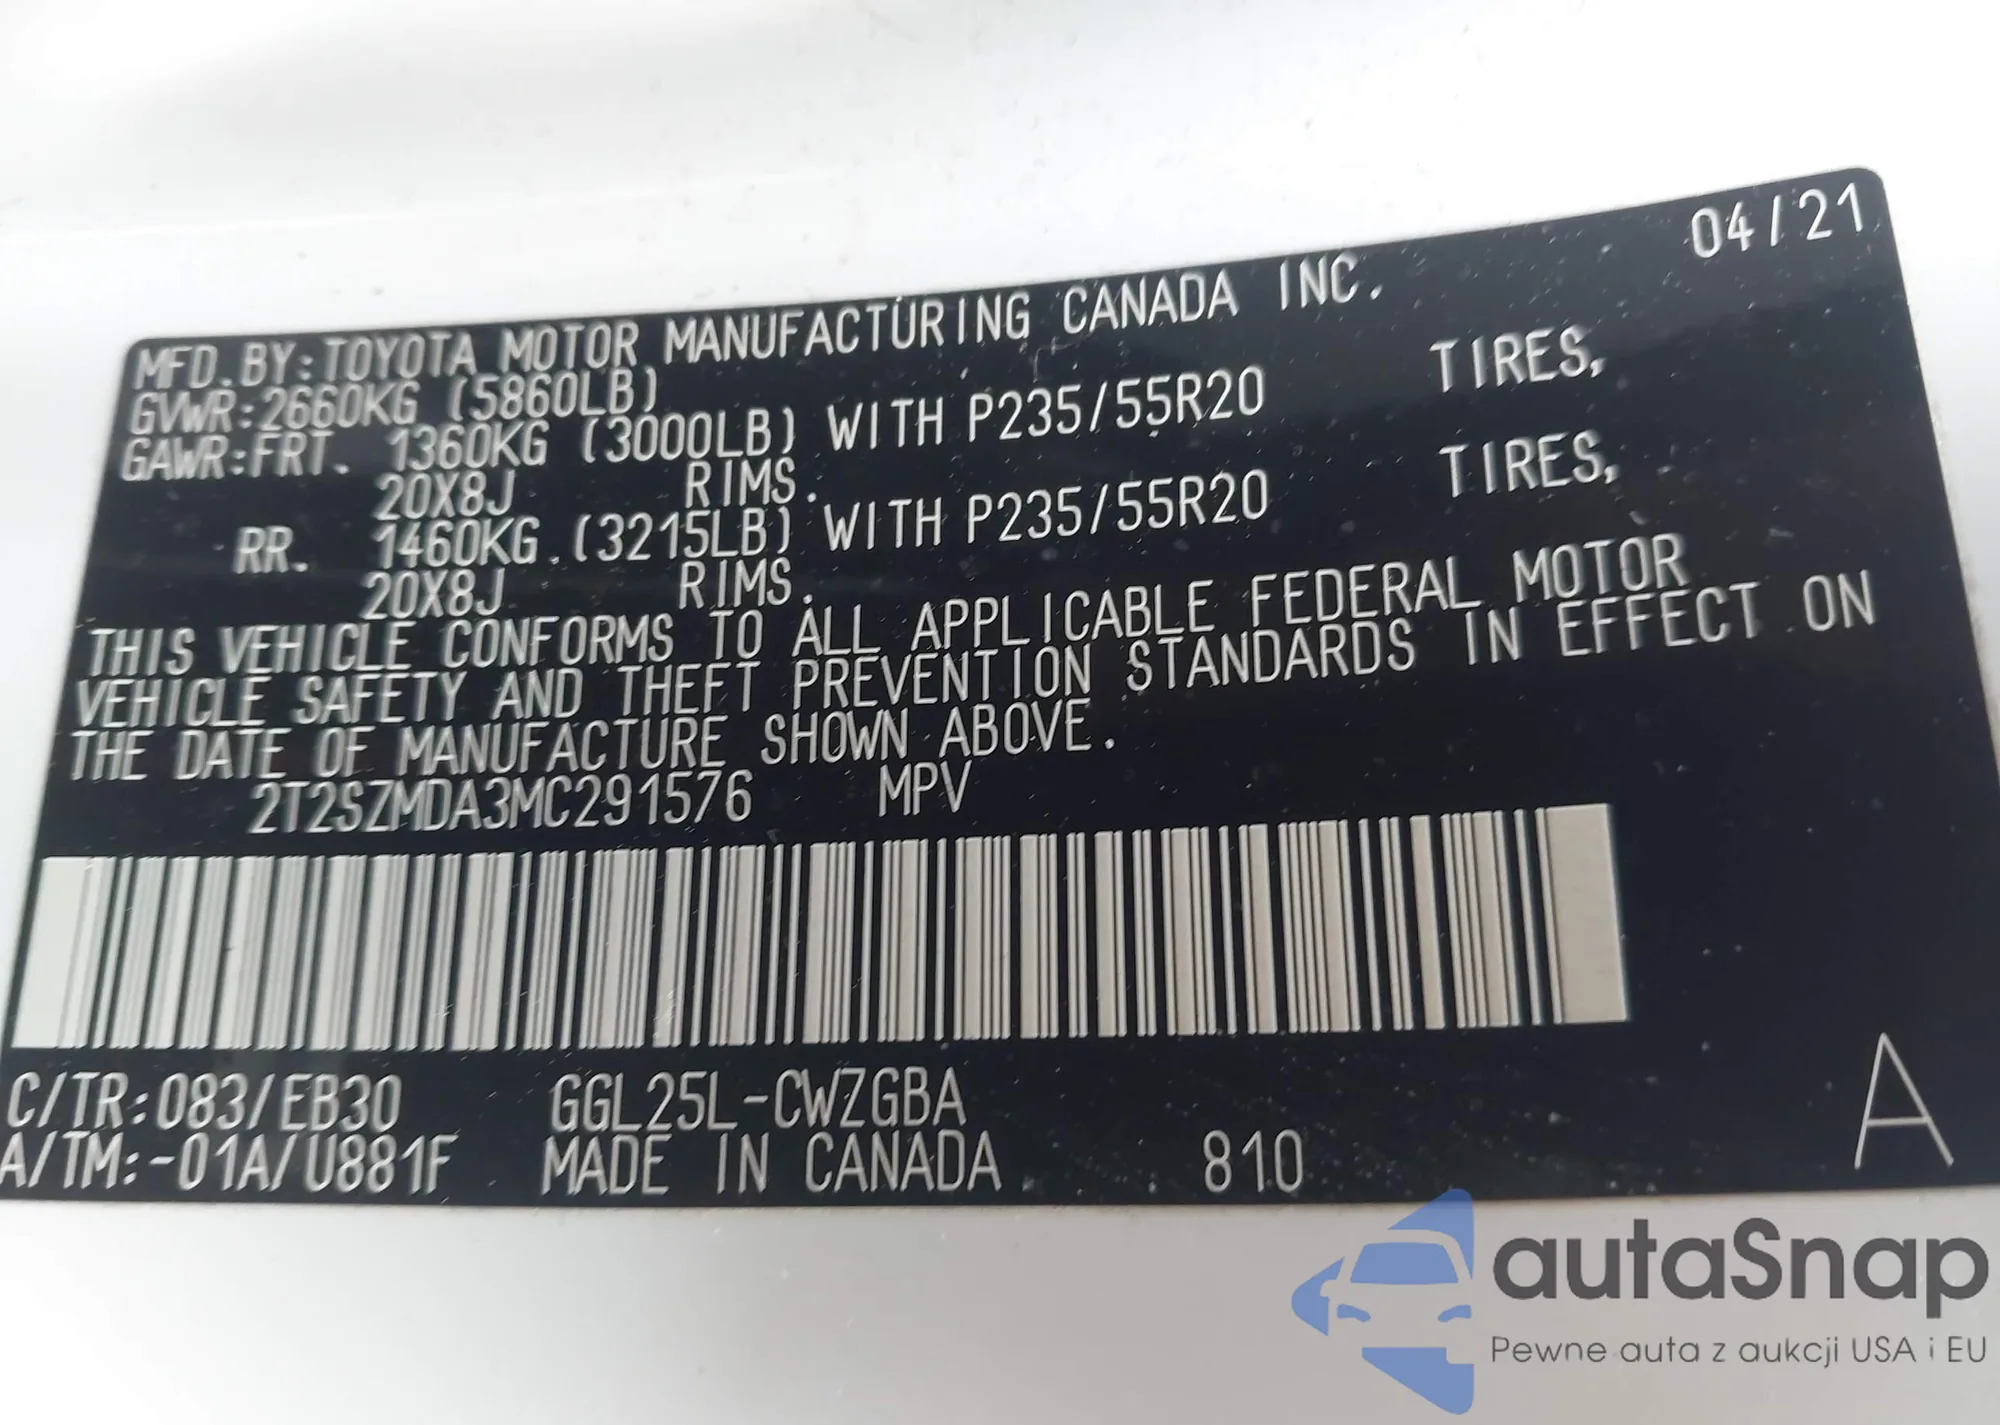 04/21
MFD.BY:TOYOTA MOTOR MANUFACTURING CANADA INC.
GVWR:2660KG (5860LB)
GAWR:FRT. 1360KG (3000LB) WITH P235/55R20 TIRES,
20X8J RIMS.
RR. 1460KG.(3215LB) WITH P235/55R20 TIRES,
20X8J RIMS.
THIS VEHICLE CONFORMS TO ALL APPLICABLE FEDERAL MOTOR
VEHICLE SAFETY AND THEFT PREVENTION STANDARDS IN EFFECT ON
THE DATE OF MANUFACTURE SHOWN ABOVE.
2T2SZMDA3MC291576 MPV
C/TR:083/EB30 GGL25L-CWZGBA
A/TM:-01A/U881F MADE IN CANADA 810
A
autaSnap
Pewne auta z aukcji USA i EU